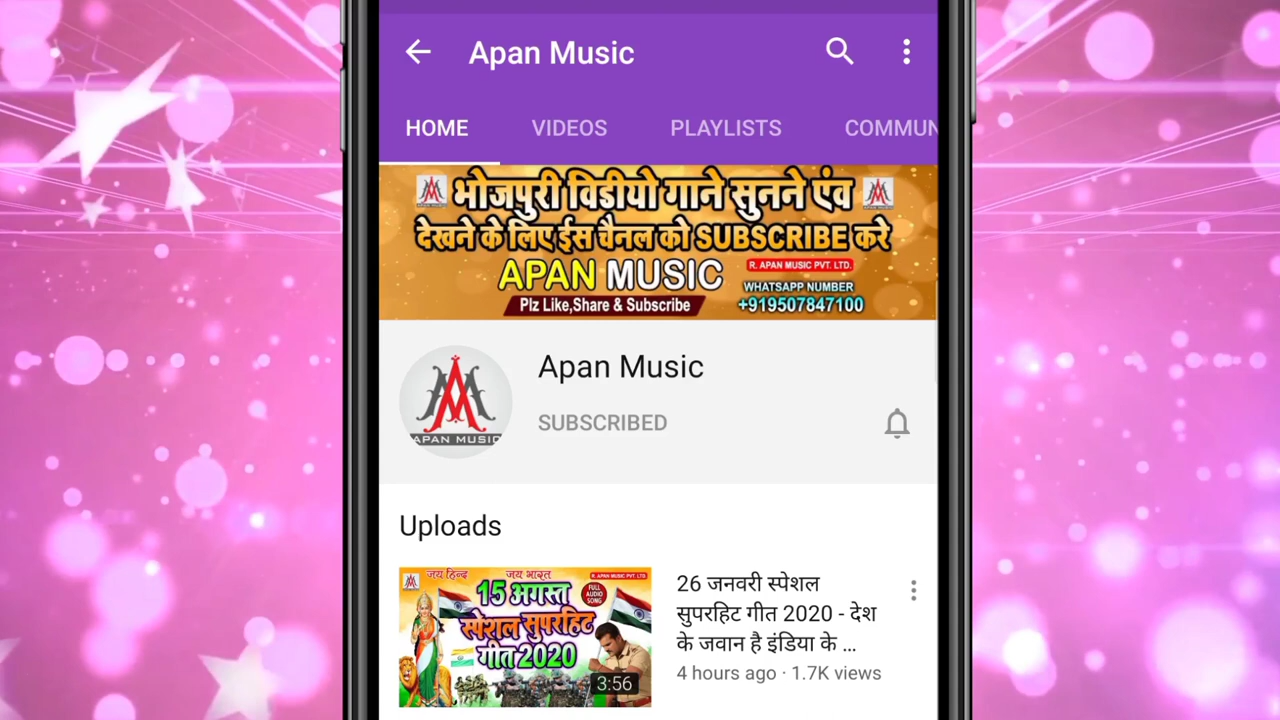 Apan Music
HOME VIDEOS PLAYLISTS COMMUN
भोजपुरी विडीयो गाने सुनने एंव
देखने के लिए ईस चैनल को SUBSCRIBE करे
APAN MUSIC
R. APAN MUSIC PVT. LTD.
WHATSAPP NUMBER
Plz Like,Share & Subscribe
+919507847100
Apan Music
SUBSCRIBED
APAN MUSIC
Uploads
जय हिन्द जय भारत
R. APAN MUSIC PVT. LTD
15 अगस्त
FULL
AUDIO
SONG
स्पेशल सुपरहिट
गीत 2020
3:56
26 जनवरी स्पेशल
सुपरहिट गीत 2020 - देश
के जवान है इंडिया के ...
4 hours ago · 1.7K views